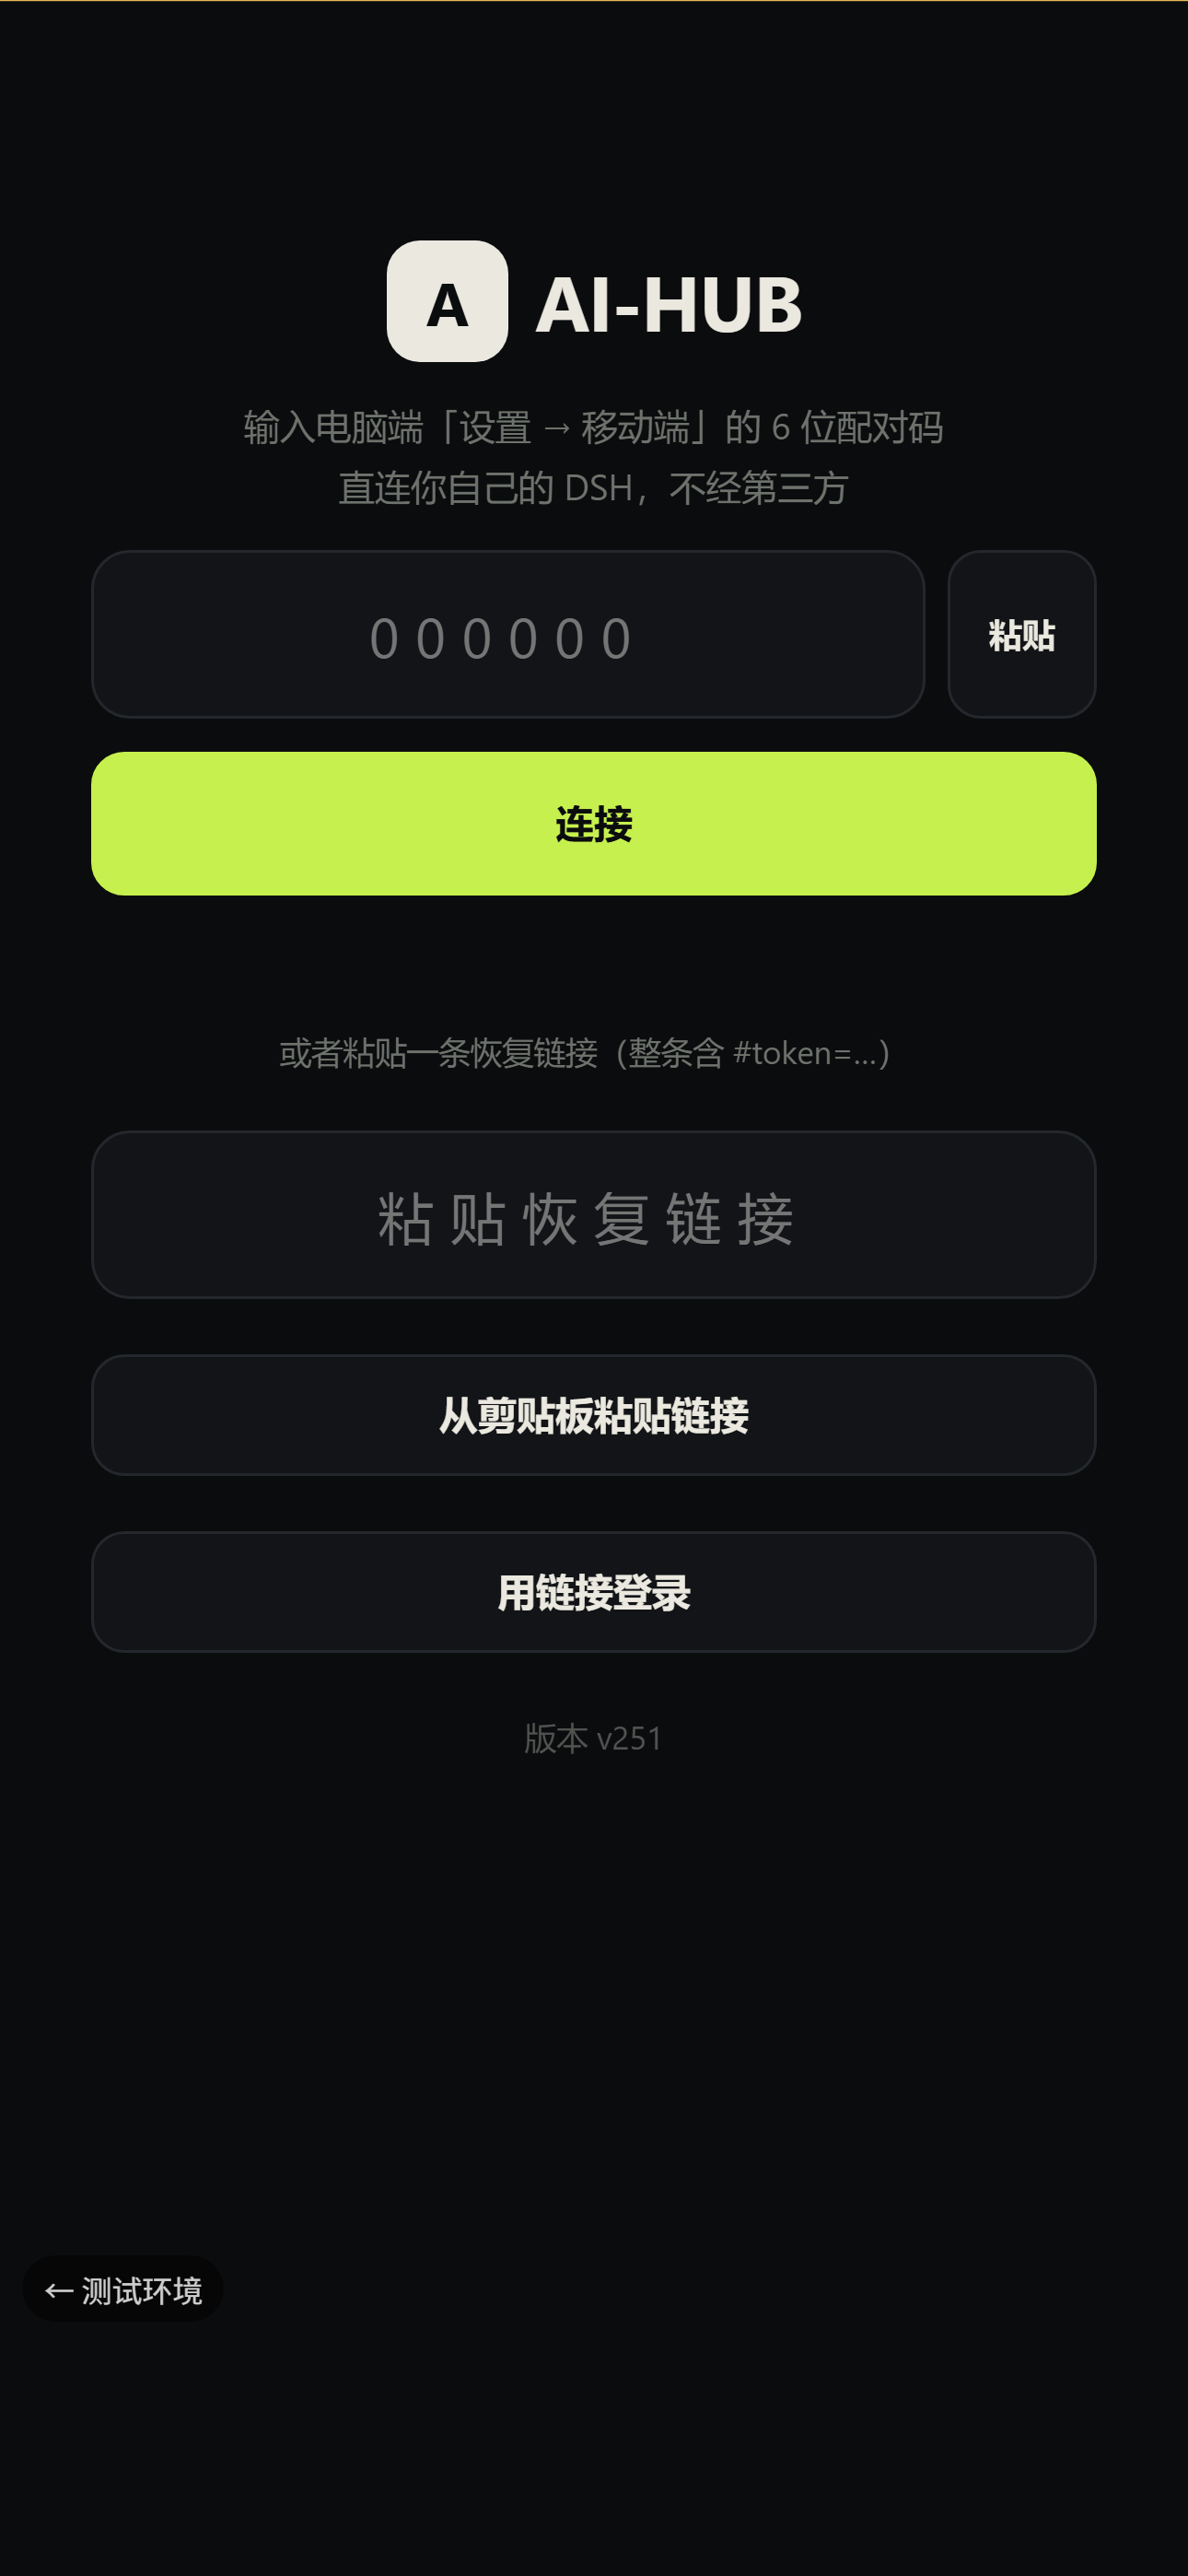 A AI-HUB
输入电脑端「设置 → 移动端」的 6 位配对码
直连你自己的 DSH，不经第三方
000000 粘贴
连接
或者粘贴一条恢复链接（整条含 #token=...）
粘贴恢复链接
从剪贴板粘贴链接
用链接登录
版本 v251
← 测试环境